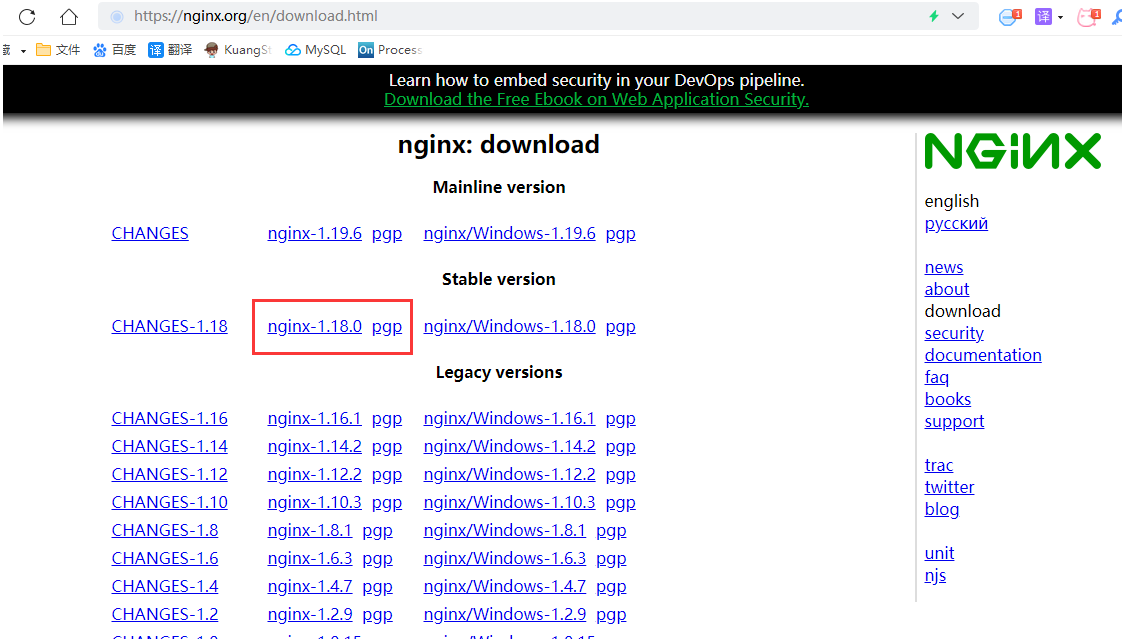 https://nginx.org/en/download.html
1 译 1
藏 文件 百度 译 翻译 KuangSt MySQL On Process
Learn how to embed security in your DevOps pipeline.
Download the Free Ebook on Web Application Security.
nginx: download
Mainline version
CHANGES nginx-1.19.6 pgp nginx/Windows-1.19.6 pgp
Stable version
CHANGES-1.18 nginx-1.18.0 pgp nginx/Windows-1.18.0 pgp
Legacy versions
CHANGES-1.16 nginx-1.16.1 pgp nginx/Windows-1.16.1 pgp
CHANGES-1.14 nginx-1.14.2 pgp nginx/Windows-1.14.2 pgp
CHANGES-1.12 nginx-1.12.2 pgp nginx/Windows-1.12.2 pgp
CHANGES-1.10 nginx-1.10.3 pgp nginx/Windows-1.10.3 pgp
CHANGES-1.8 nginx-1.8.1 pgp nginx/Windows-1.8.1 pgp
CHANGES-1.6 nginx-1.6.3 pgp nginx/Windows-1.6.3 pgp
CHANGES-1.4 nginx-1.4.7 pgp nginx/Windows-1.4.7 pgp
CHANGES-1.2 nginx-1.2.9 pgp nginx/Windows-1.2.9 pgp
NGINX
english
русский
news
about
download
security
documentation
faq
books
support
trac
twitter
blog
unit
njs